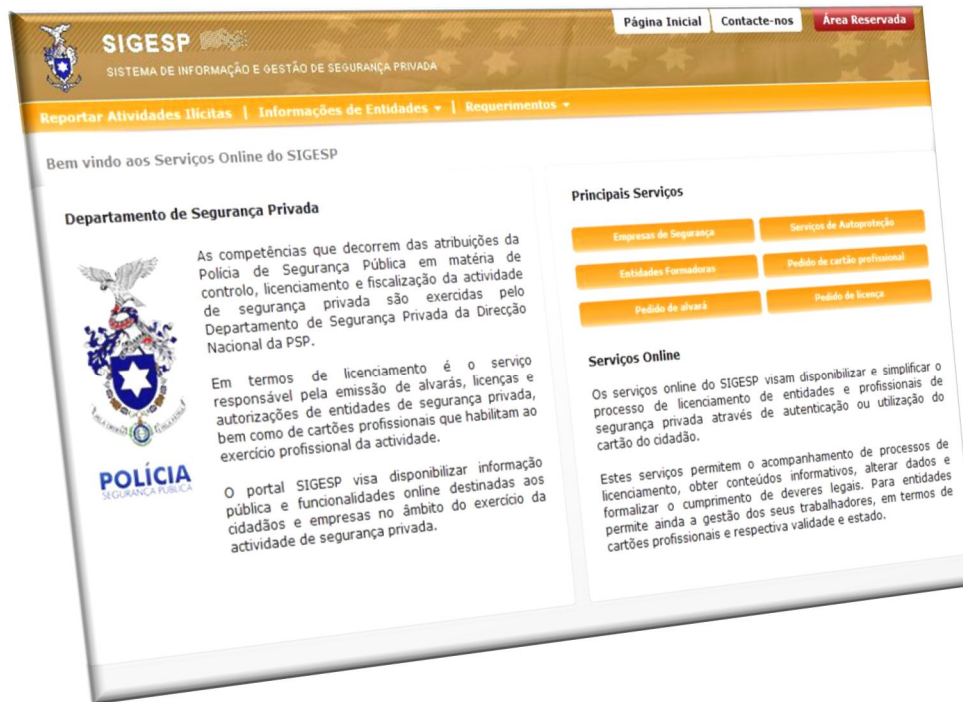 SIGESP
SISTEMA DE INFORMAÇÃO E GESTÃO DE SEGURANÇA PRIVADA
Página Inicial
Contacte-nos
Área Reservada
Reportar Atividades Ilícitas | Informações de Entidades | Requerimentos
Bem vindo aos Serviços Online do SIGESP
Departamento de Segurança Privada
As competências que decorrem das atribuições da
Polícia de Segurança Pública em matéria de
controlo, licenciamento e fiscalização da actividade
de segurança privada são exercidas pelo
Departamento de Segurança Privada da Direcção
Nacional da PSP.
Em termos de licenciamento é o serviço
responsável pela emissão de alvarás, licenças e
autorizações de entidades de segurança privada,
bem como de cartões profissionais que habilitam ao
exercício profissional da actividade.
O portal SIGESP visa disponibilizar informação
pública e funcionalidades online destinadas aos
cidadãos e empresas no âmbito do exercício da
actividade de segurança privada.
POLÍCIA
SEGURANÇA PÚBLICA
Principais Serviços
Empresas de Segurança
Serviços de Autoproteção
Entidades Formadoras
Pedido de cartão profissional
Pedido de alvará
Pedido de licença
Serviços Online
Os serviços online do SIGESP visam disponibilizar e simplificar o
processo de licenciamento de entidades e profissionais de
segurança privada através de autenticação ou utilização do
cartão do cidadão.
Estes serviços permitem o acompanhamento de processos de
licenciamento, obter conteúdos informativos, alterar dados e
formalizar o cumprimento de deveres legais. Para entidades
permite ainda a gestão dos seus trabalhadores, em termos de
cartões profissionais e respectiva validade e estado.